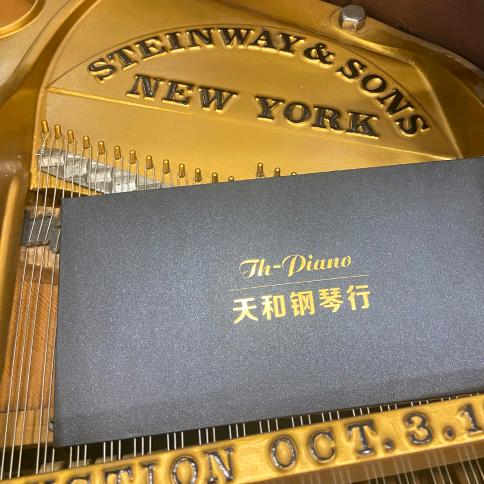 STEINWAY & SONS
NEW YORK
Th-Piano
天和钢琴行
OCT. 3. 1